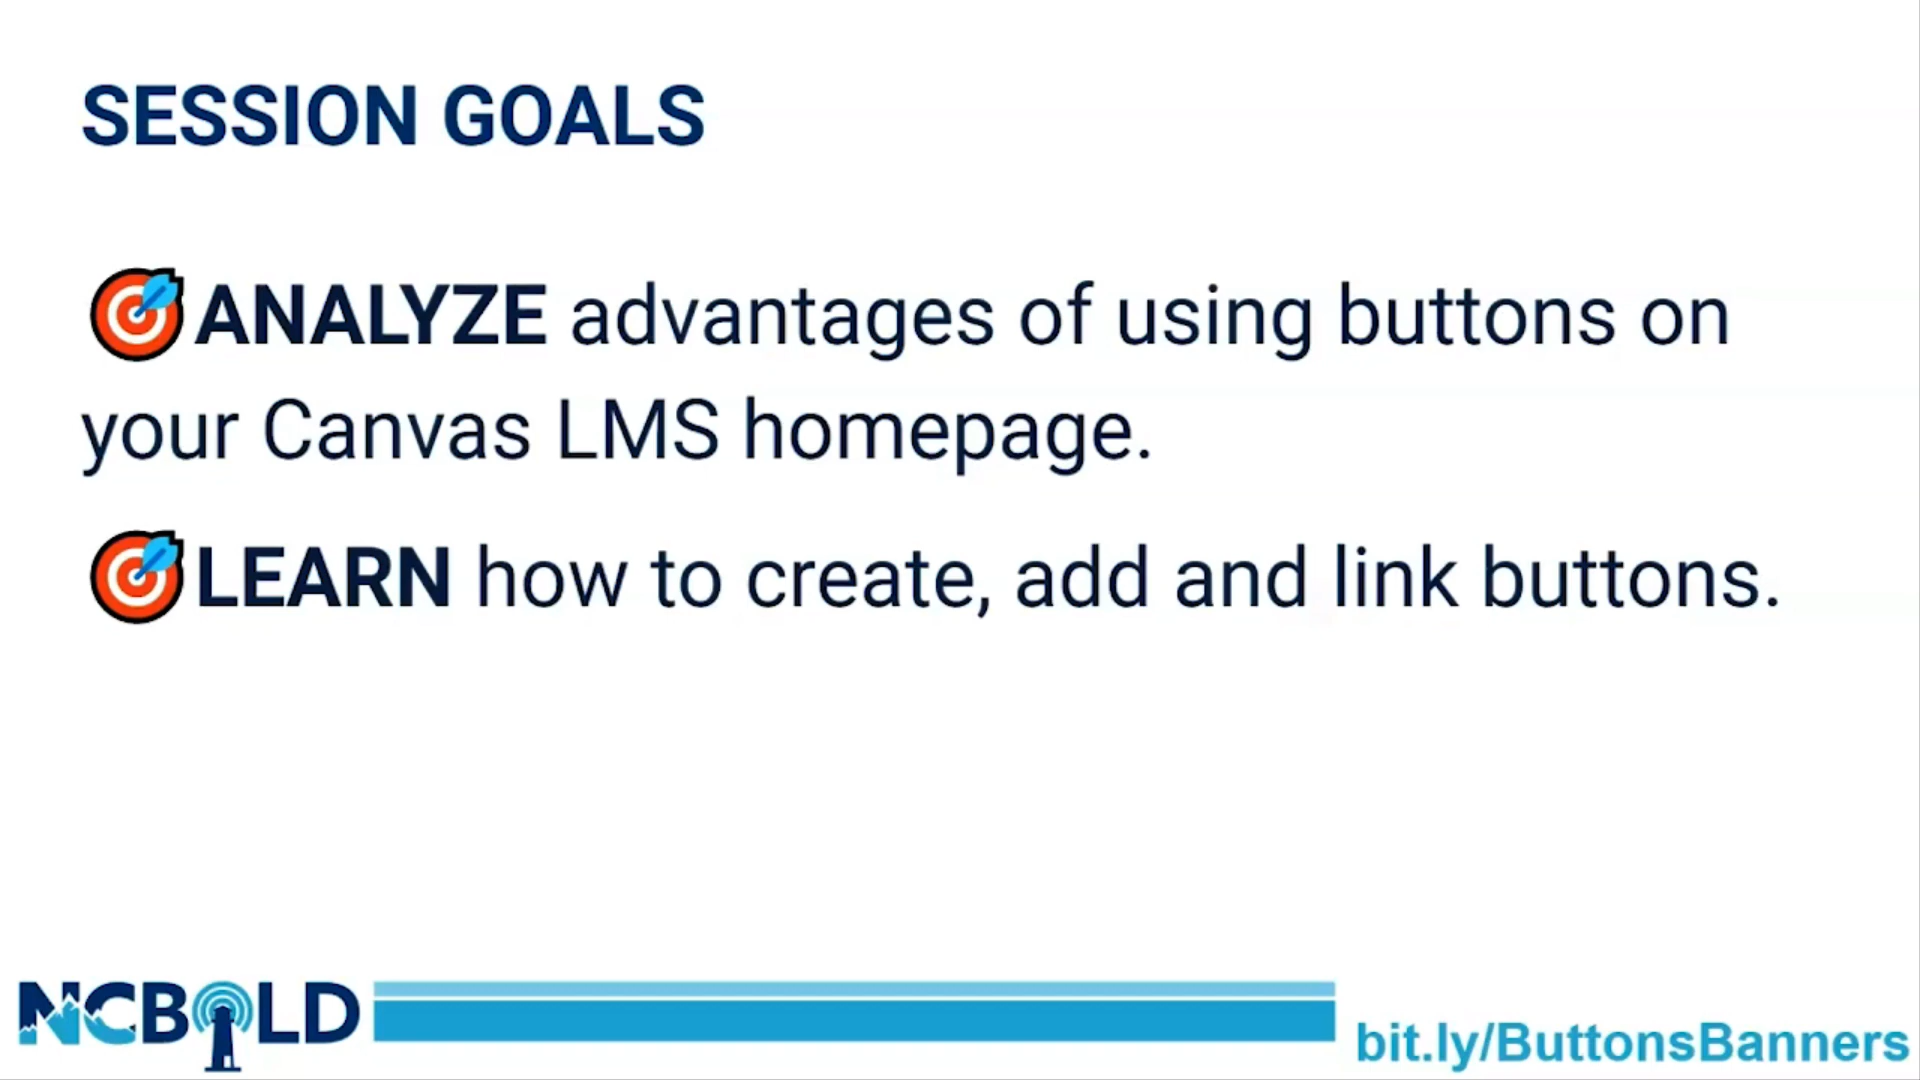 SESSION GOALS
ANALYZE advantages of using buttons on
your Canvas LMS homepage.
LEARN how to create, add and link buttons.
NCBOLD
bit.ly/ButtonsBanners